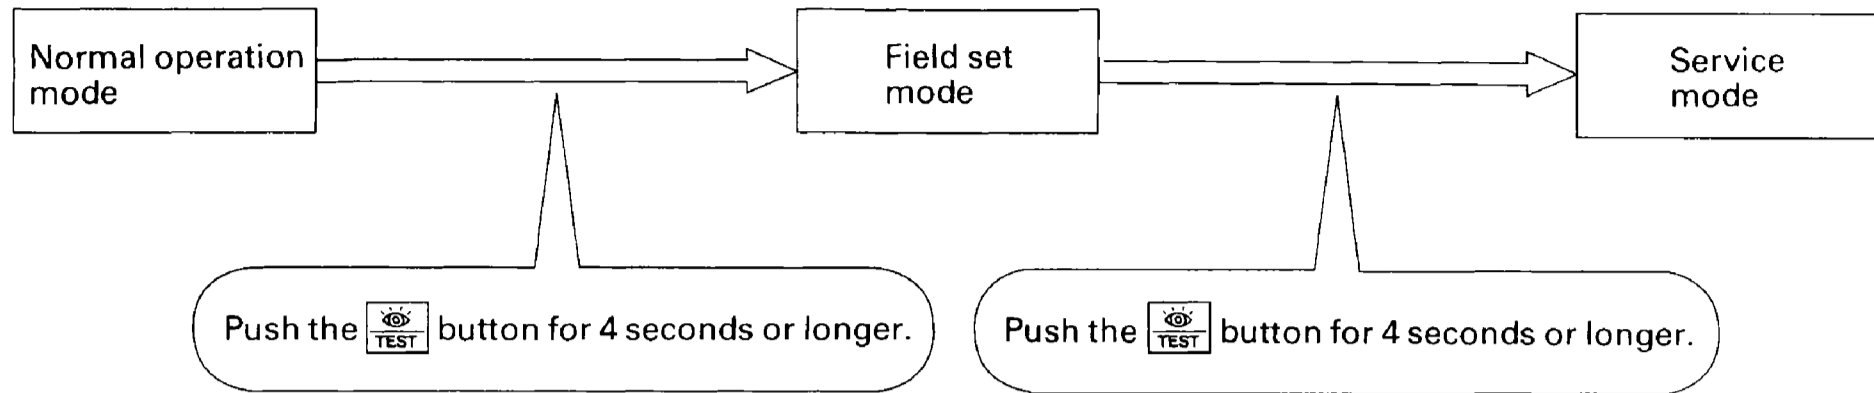 Normal operation
mode
Field set
mode
Service
mode
Push the TEST button for 4 seconds or longer.
Push the TEST button for 4 seconds or longer.